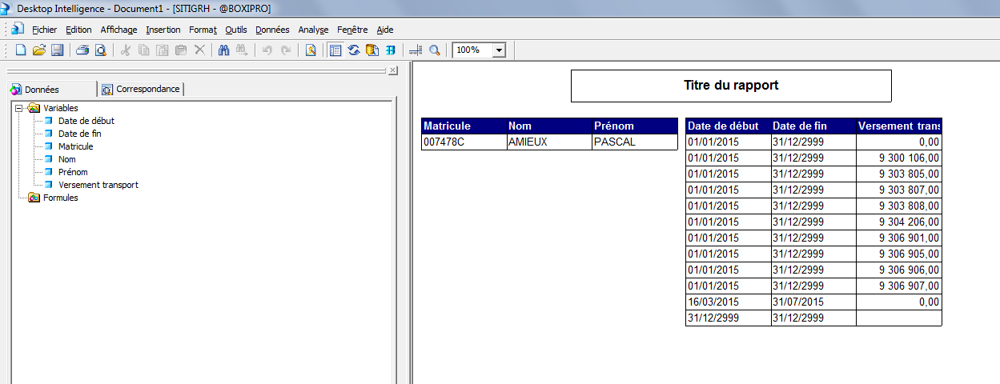 Desktop Intelligence - Document1 - [SITIGRH - @BOXIPRO]
Fichier Edition Affichage Insertion Format Outils Données Analyse Fenêtre Aide
100%
Données Correspondance
Variables
Date de début
Date de fin
Matricule
Nom
Prénom
Versement transport
Formules
Titre du rapport
Matricule Nom Prénom
007478C AMIEUX PASCAL
Date de début Date de fin Versement trans
01/01/2015 31/12/2999 0,00
01/01/2015 31/12/2999 9 300 106,00
01/01/2015 31/12/2999 9 303 805,00
01/01/2015 31/12/2999 9 303 807,00
01/01/2015 31/12/2999 9 303 808,00
01/01/2015 31/12/2999 9 304 206,00
01/01/2015 31/12/2999 9 306 901,00
01/01/2015 31/12/2999 9 306 905,00
01/01/2015 31/12/2999 9 306 906,00
01/01/2015 31/12/2999 9 306 907,00
16/03/2015 31/07/2015 0,00
31/12/2999 31/12/2999